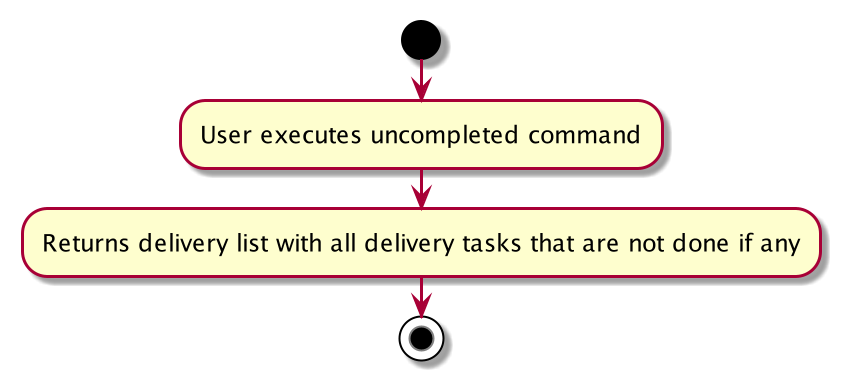 User executes uncompleted command
Returns delivery list with all delivery tasks that are not done if any